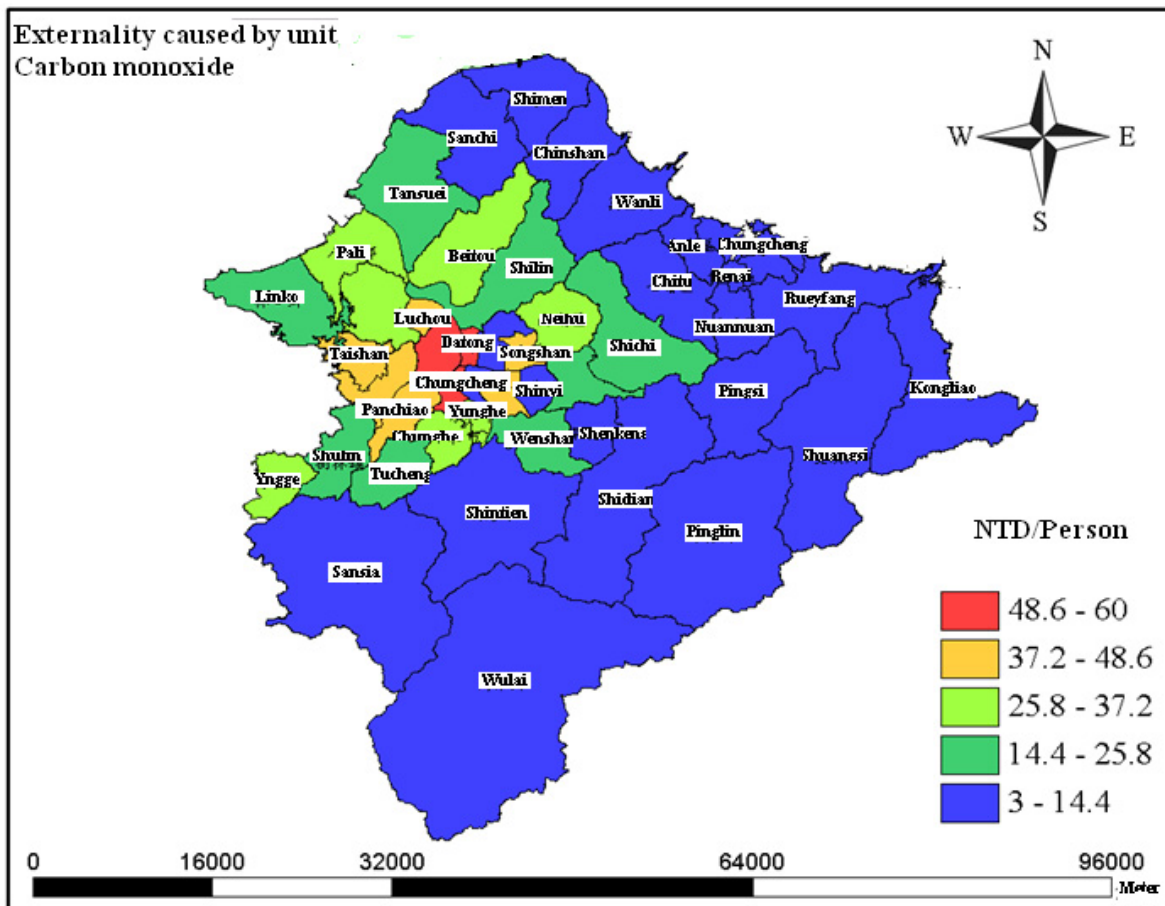 Externality caused by unit
Carbon monoxide
N
W
E
S
Shimen
Sanchi
Chinshan
Tansuei
Wanli
Anle
Chungcheng
Pali
Beitou
Shilin
Chitu
Renai
Linko
Rueyfang
Luchou
Neihu
Nuannuan
Datong
Songshan
Taishan
Shichi
Chungcheng
Shinyi
Pingsi
Kongliao
Panchiao
Yunghe
Chunghe
Wenshan
Shenkeng
Shulin
Shuangsi
Tucheng
Yngge
Shintien
Shidian
Pinglin
NTD/Person
Sansia
48.6 - 60
37.2 - 48.6
Wulai
25.8 - 37.2
14.4 - 25.8
3 - 14.4
0 16000 32000 64000 96000
Meter